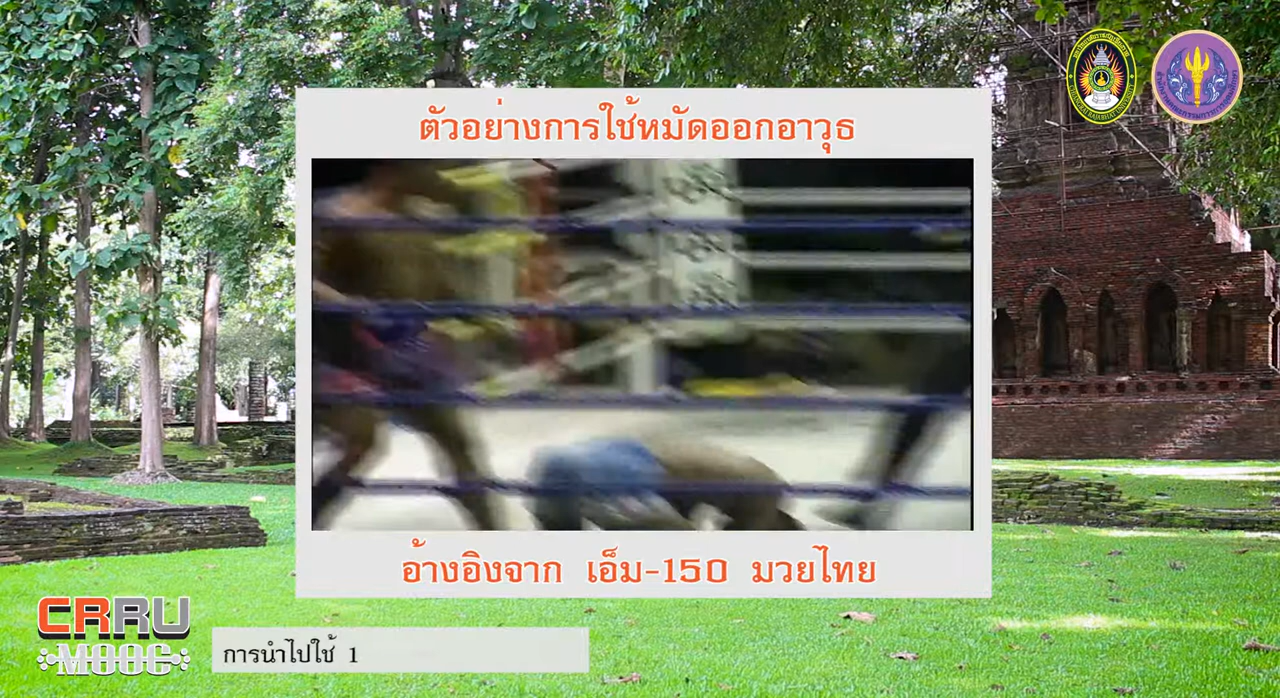 ตัวอย่างการใช้หมัดออกอาวุธ
อ้างอิงจาก เอ็ม-150 มวยไทย
CRRU
MOOC
การนำไปใช้ 1